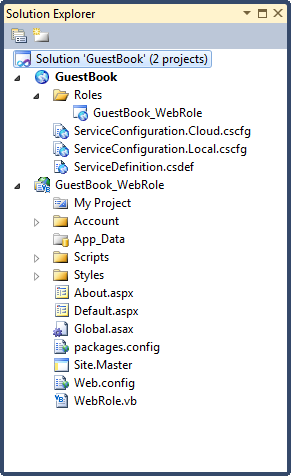 Solution Explorer
Solution 'GuestBook' (2 projects)
GuestBook
Roles
GuestBook_WebRole
ServiceConfiguration.Cloud.cscfg
ServiceConfiguration.Local.cscfg
ServiceDefinition.csdef
GuestBook_WebRole
My Project
Account
App_Data
Scripts
Styles
About.aspx
Default.aspx
Global.asax
packages.config
Site.Master
Web.config
WebRole.vb